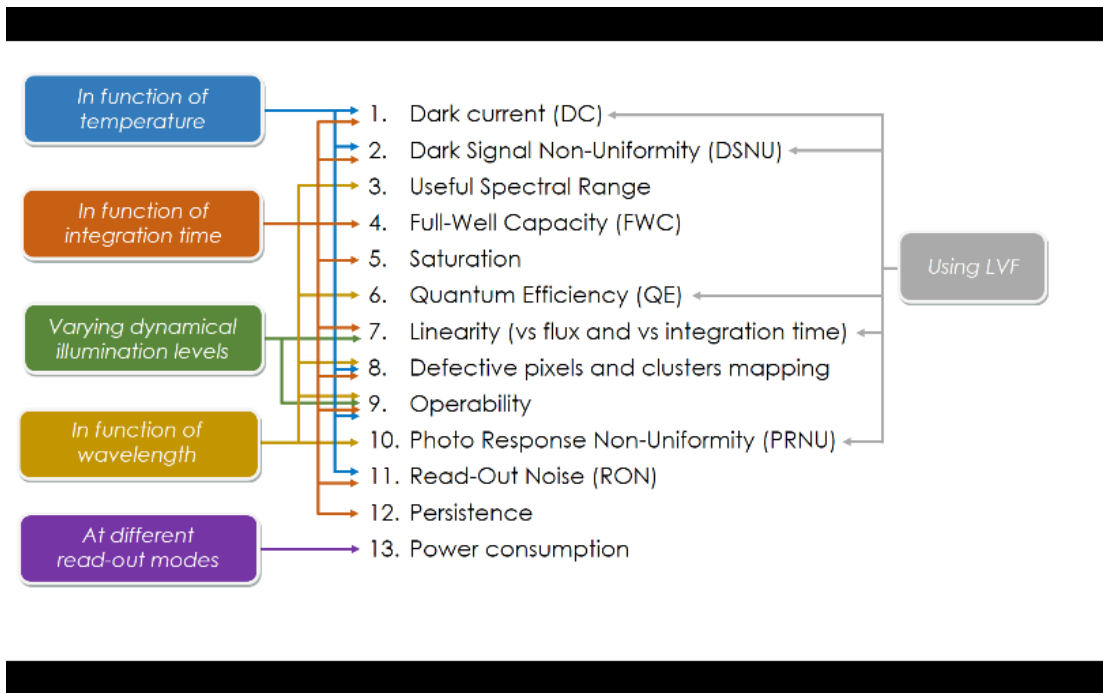 In function of
temperature
In function of
integration time
Varying dynamical
illumination levels
In function of
wavelength
At different
read-out modes
1. Dark current (DC)
2. Dark Signal Non-Uniformity (DSNU)
3. Useful Spectral Range
4. Full-Well Capacity (FWC)
5. Saturation
6. Quantum Efficiency (QE)
7. Linearity (vs flux and vs integration time)
8. Defective pixels and clusters mapping
9. Operability
10. Photo Response Non-Uniformity (PRNU)
11. Read-Out Noise (RON)
12. Persistence
13. Power consumption
Using LVF